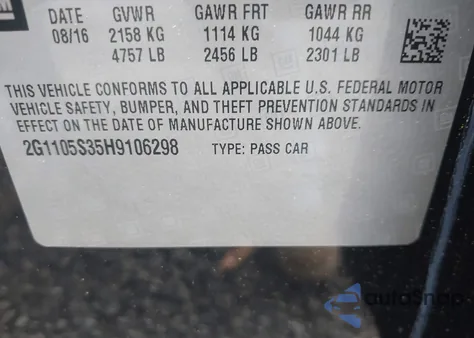 GM
DATE GVWR GAWR FRT GAWR RR
08/16 2158 KG 1114 KG 1044 KG
4757 LB 2456 LB 2301 LB
THIS VEHICLE CONFORMS TO ALL APPLICABLE U.S. FEDERAL MOTOR
VEHICLE SAFETY, BUMPER, AND THEFT PREVENTION STANDARDS IN
EFFECT ON THE DATE OF MANUFACTURE SHOWN ABOVE.
2G1105S35H9106298 TYPE: PASS CAR
AutoSnap